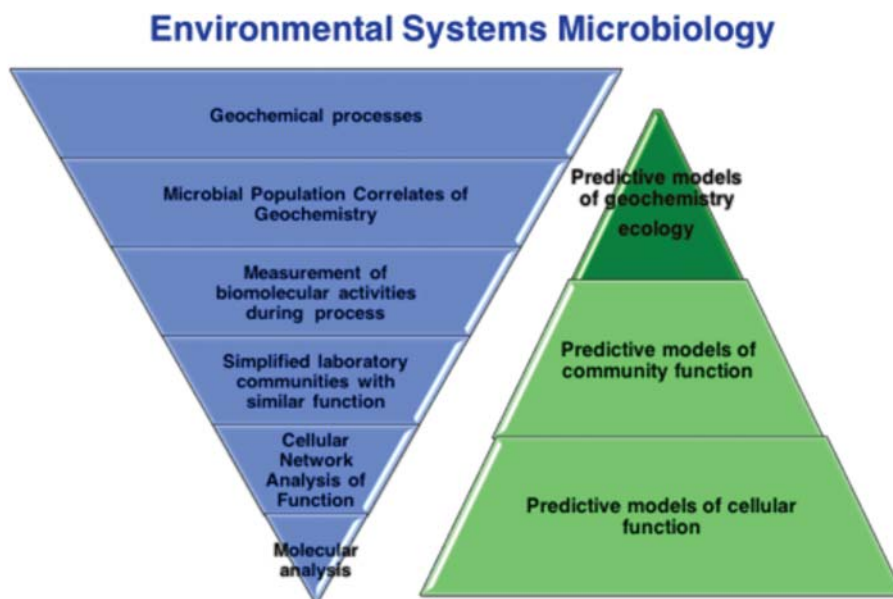 Environmental Systems Microbiology
Geochemical processes
Microbial Population Correlates of
Geochemistry
Measurement of
biomolecular activities
during process
Simplified laboratory
communities with
similar function
Cellular
Network
Analysis of
Function
Molecular
analysis
Predictive models
of geochemistry
ecology
Predictive models of
community function
Predictive models of cellular
function